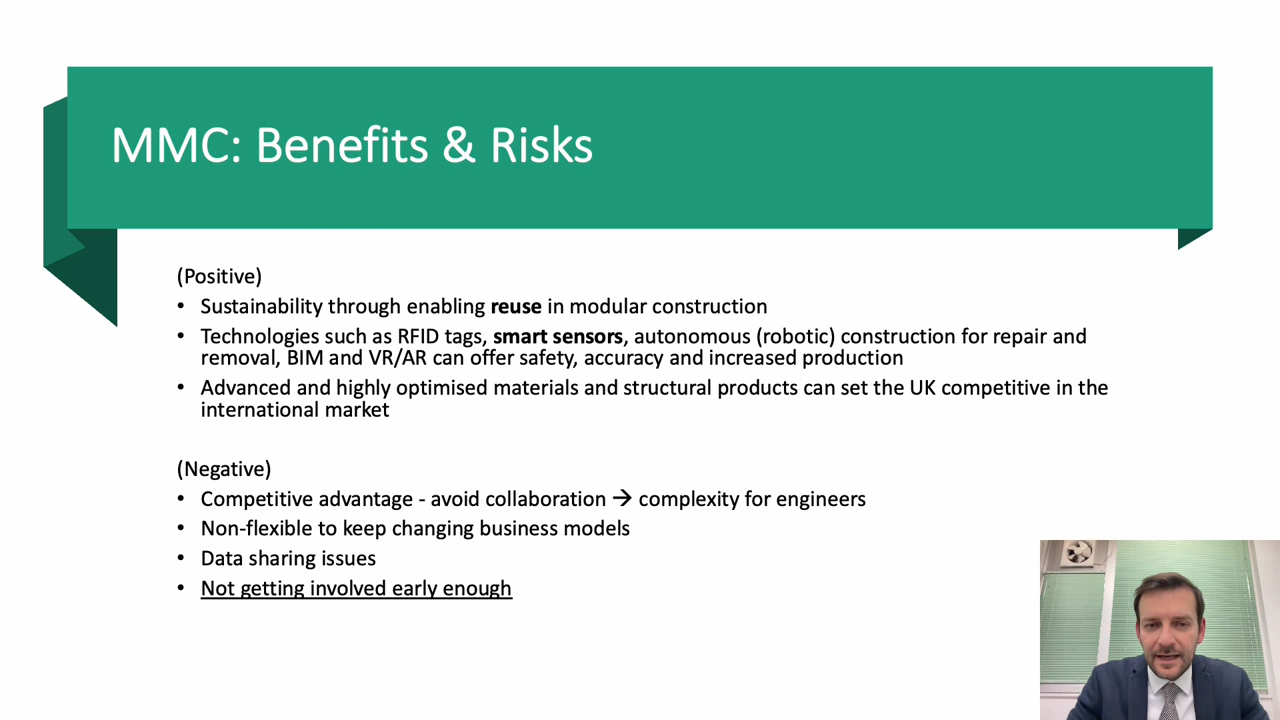 MMC: Benefits & Risks
(Positive)
• Sustainability through enabling reuse in modular construction
• Technologies such as RFID tags, smart sensors, autonomous (robotic) construction for repair and
removal, BIM and VR/AR can offer safety, accuracy and increased production
• Advanced and highly optimised materials and structural products can set the UK competitive in the
international market
(Negative)
• Competitive advantage - avoid collaboration → complexity for engineers
• Non-flexible to keep changing business models
• Data sharing issues
• Not getting involved early enough